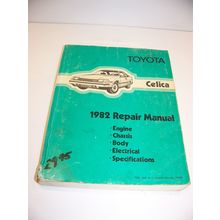 TOYOTA
Celica
1982 Repair Manual
· Engine
· Chassis
· Body
· Electrical
· Specifications